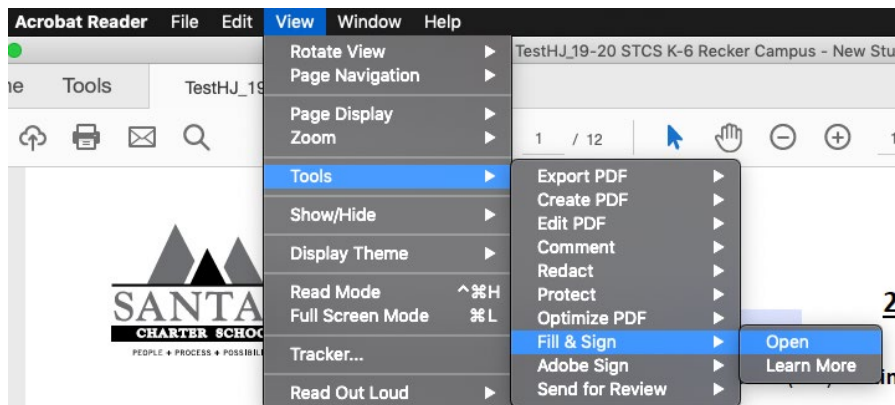 Acrobat Reader File Edit View Window Help
TestHJ_19-20 STCS K-6 Recker Campus - New Stu
Tools TestHJ_19
1 / 12
Rotate View
Page Navigation
Page Display
Zoom
Tools
Show/Hide
Display Theme
Read Mode ^⌘H
Full Screen Mode ⌘L
Tracker...
Read Out Loud
Export PDF
Create PDF
Edit PDF
Comment
Redact
Protect
Optimize PDF
Fill & Sign
Adobe Sign
Send for Review
Open
Learn More
SANTA
CHARTER SCHOO
PEOPLE + PROCESS + POSSIBIL
2